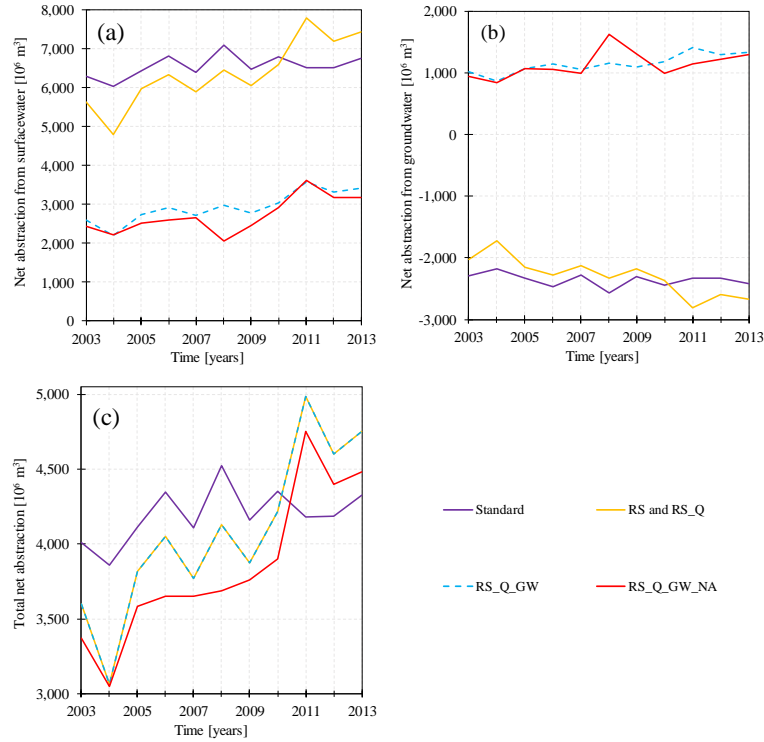 (a)
Net abstraction from surfacewater [10⁶ m³]
8,000
7,000
6,000
5,000
4,000
3,000
2,000
1,000
0
2003 2005 2007 2009 2011 2013
Time [years]
(b)
Net abstraction from groundwater [10⁶ m³]
2,000
1,000
0
-1,000
-2,000
-3,000
2003 2005 2007 2009 2011 2013
Time [years]
(c)
Total net abstraction [10⁶ m³]
5,000
4,500
4,000
3,500
3,000
2003 2005 2007 2009 2011 2013
Time [years]
Standard
RS and RS_Q
RS_Q_GW
RS_Q_GW_NA